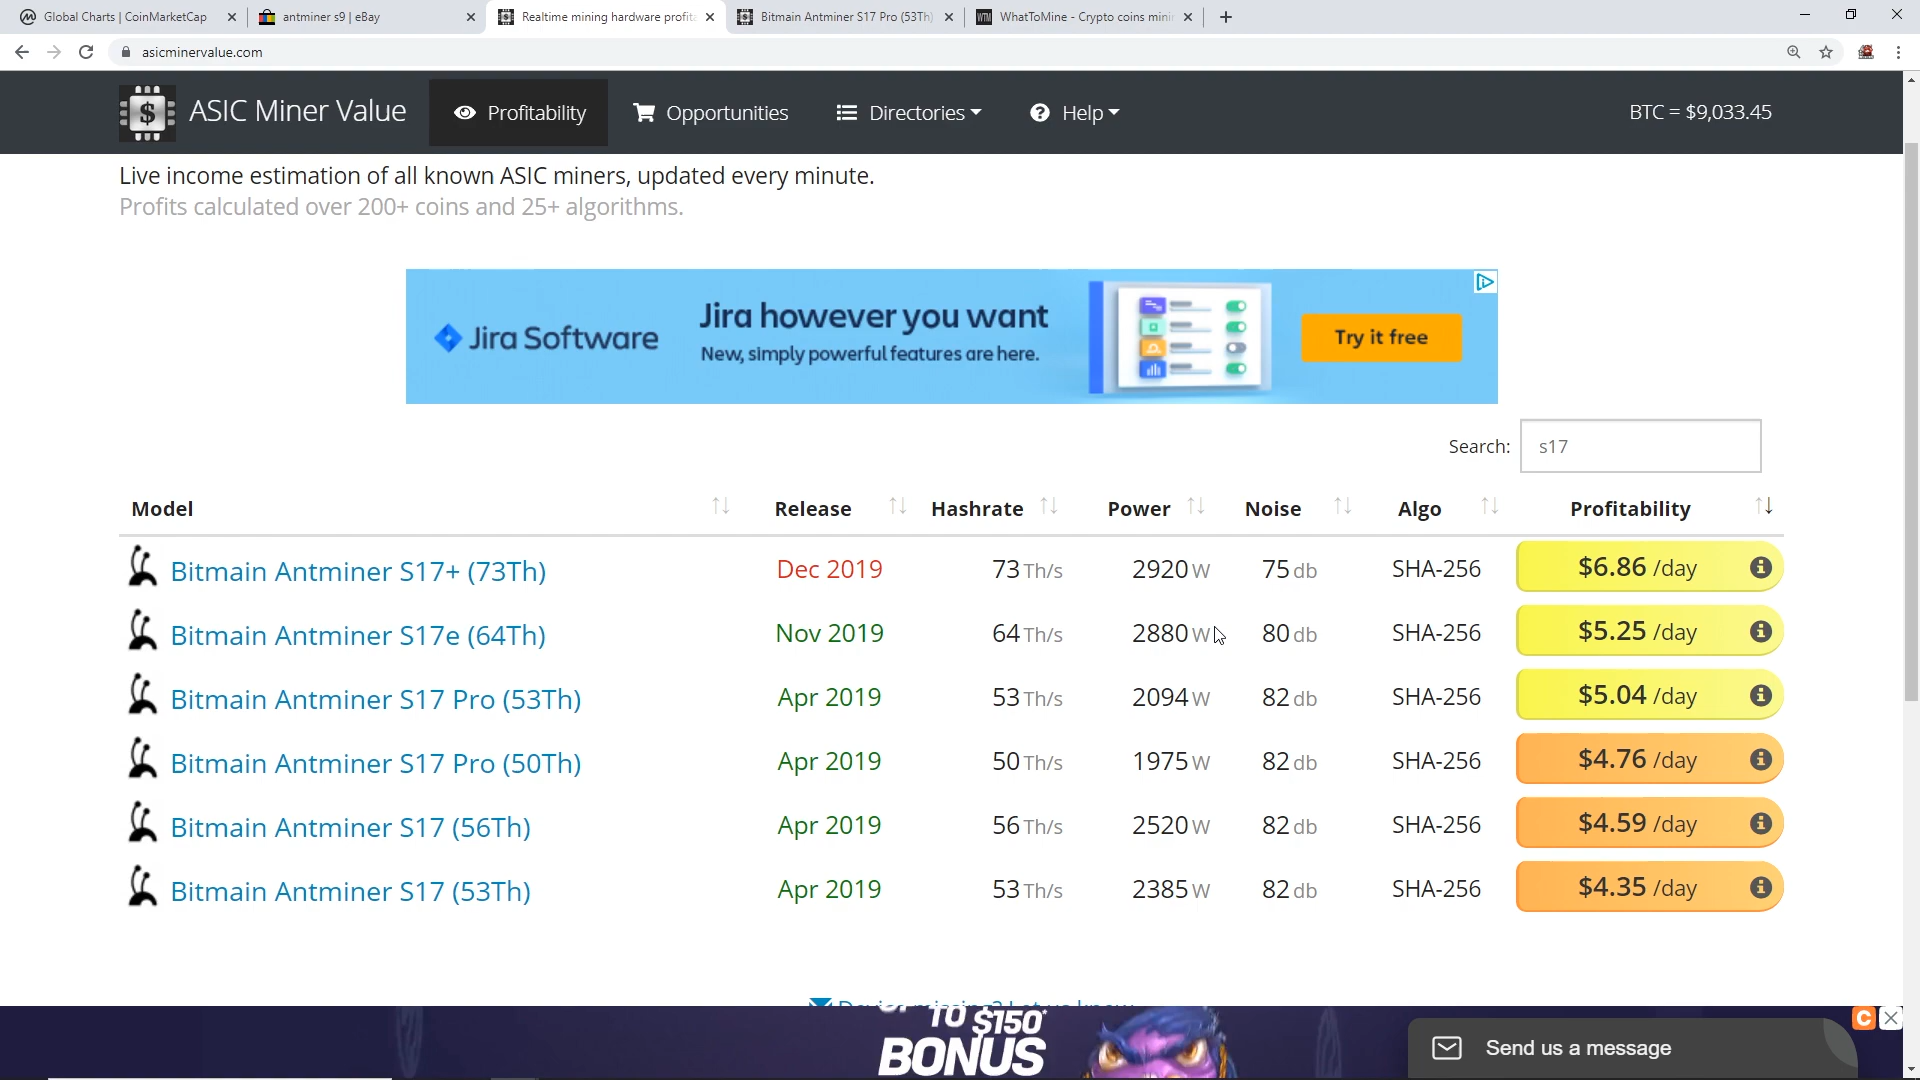 Global Charts | CoinMarketCap
antminer s9 | eBay
Realtime mining hardware profit
Bitmain Antminer S17 Pro (53Th)
WTM WhatToMine - Crypto coins mini
asicminervalue.com
$ ASIC Miner Value
Profitability
Opportunities
Directories
? Help
BTC = $9,033.45
Live income estimation of all known ASIC miners, updated every minute.
Profits calculated over 200+ coins and 25+ algorithms.
Jira Software
Jira however you want
New, simply powerful features are here.
Try it free
Search: s17
Model Release Hashrate Power Noise Algo Profitability
Bitmain Antminer S17+ (73Th) Dec 2019 73 Th/s 2920 W 75 db SHA-256 $6.86 /day
Bitmain Antminer S17e (64Th) Nov 2019 64 Th/s 2880 W 80 db SHA-256 $5.25 /day
Bitmain Antminer S17 Pro (53Th) Apr 2019 53 Th/s 2094 W 82 db SHA-256 $5.04 /day
Bitmain Antminer S17 Pro (50Th) Apr 2019 50 Th/s 1975 W 82 db SHA-256 $4.76 /day
Bitmain Antminer S17 (56Th) Apr 2019 56 Th/s 2520 W 82 db SHA-256 $4.59 /day
Bitmain Antminer S17 (53Th) Apr 2019 53 Th/s 2385 W 82 db SHA-256 $4.35 /day
TO $150*
BONUS
C
Send us a message